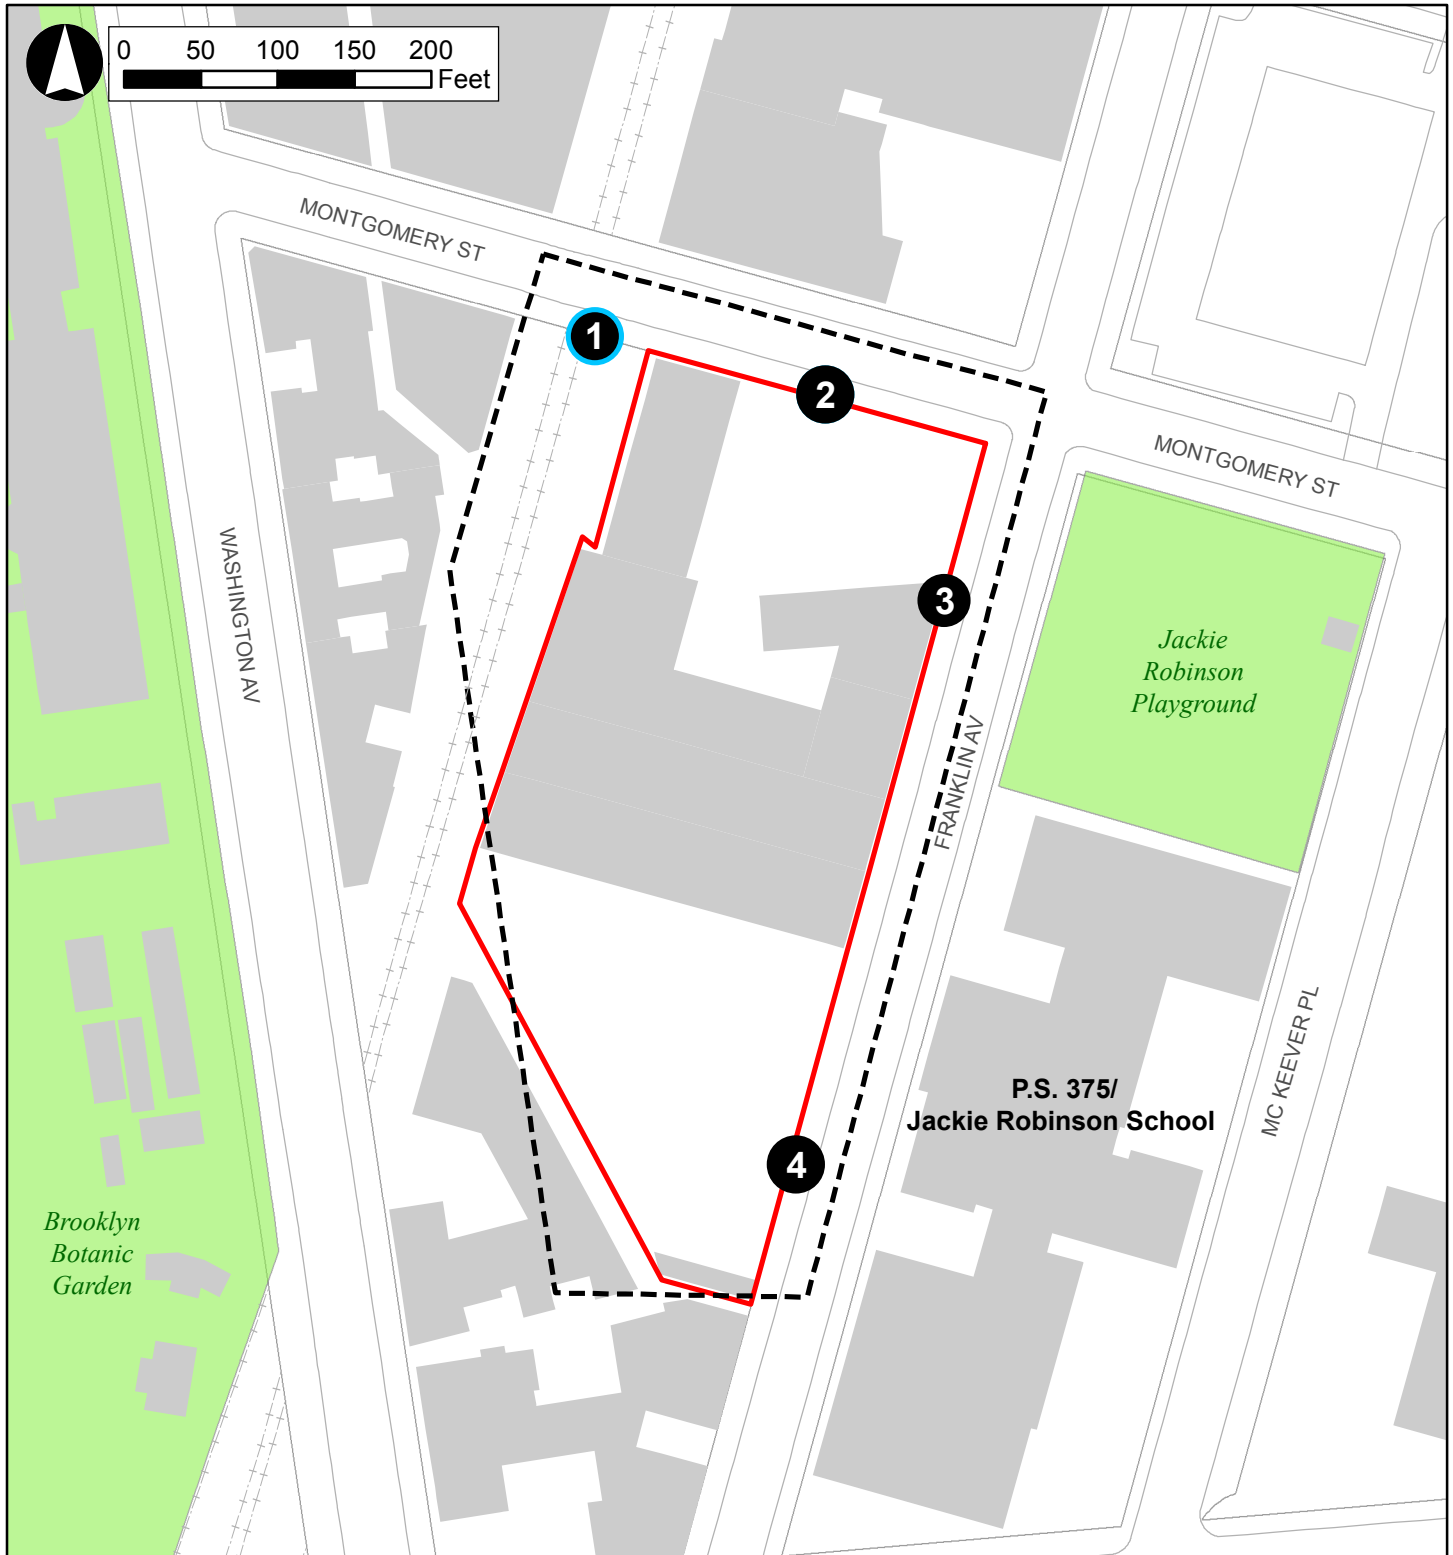 0 50 100 150 200
Feet
MONTGOMERY ST
1
2
MONTGOMERY ST
WASHINGTON AV
3
Jackie
Robinson
Playground
FRANKLIN AV
MC KEEVER PL
P.S. 375/
Jackie Robinson School
4
Brooklyn
Botanic
Garden